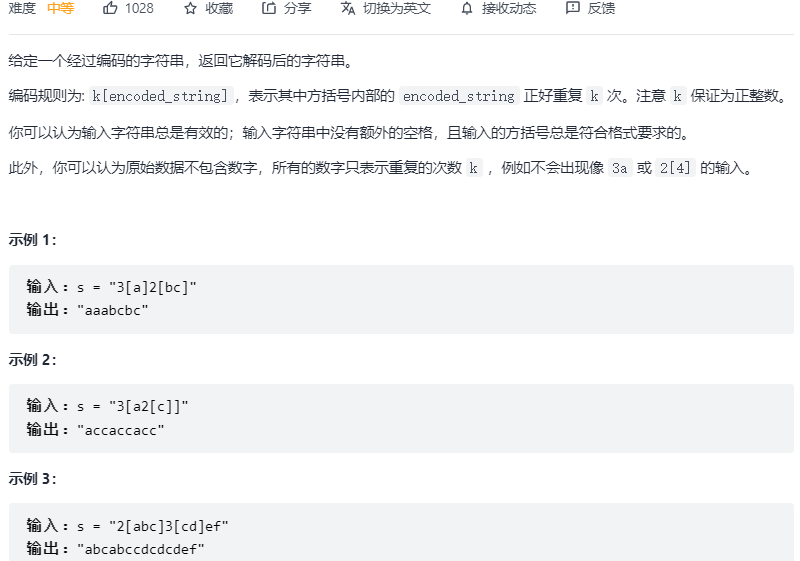 难度 中等 1028 收藏 分享 切换为英文 接收动态 反馈
给定一个经过编码的字符串，返回它解码后的字符串。
编码规则为: k[encoded_string]，表示其中方括号内部的 encoded_string 正好重复 k 次。注意 k 保证为正整数。
你可以认为输入字符串总是有效的；输入字符串中没有额外的空格，且输入的方括号总是符合格式要求的。
此外，你可以认为原始数据不包含数字，所有的数字只表示重复的次数 k ，例如不会出现像 3a 或 2[4] 的输入。
示例 1：
输入：s = "3[a]2[bc]"
输出："aaabcbc"
示例 2：
输入：s = "3[a2[c]]"
输出："accaccacc"
示例 3：
输入：s = "2[abc]3[cd]ef"
输出："abcabccdcdcdef"